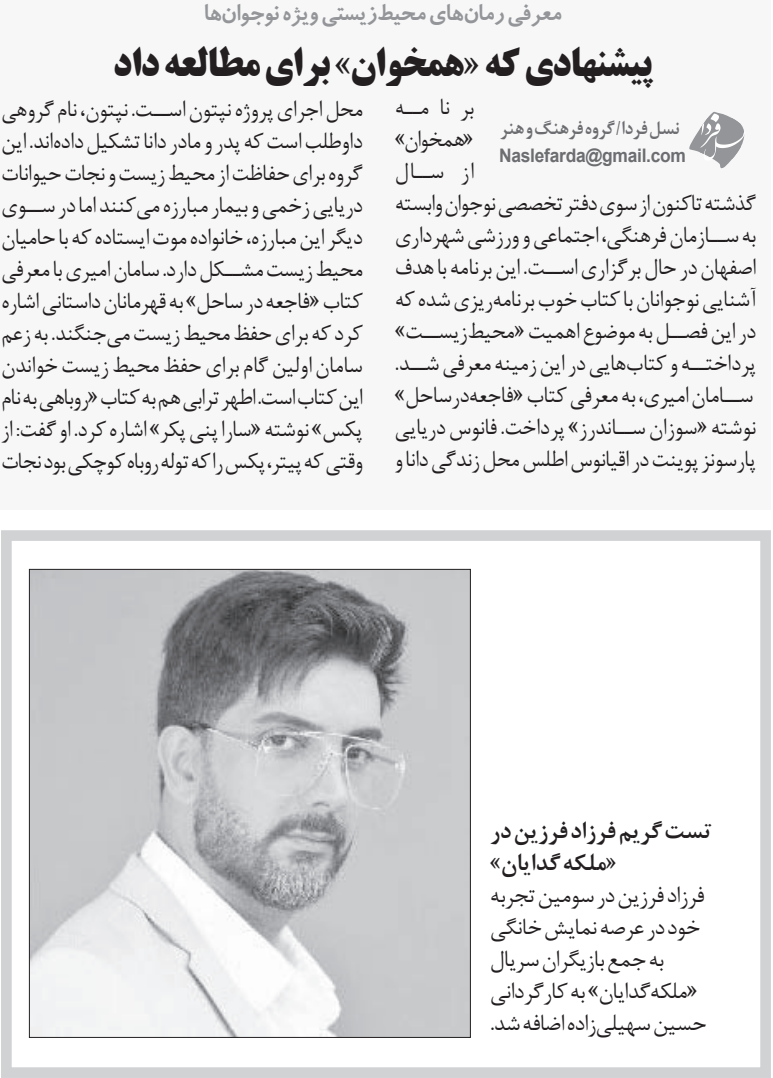 معرفی رمان‌های محیط‌زیستی ویژه نوجوان‌ها
پیشنهادی که «همخوان» برای مطالعه داد
نسل فردا/گروه فرهنگ و هنر
Naslefarda@gmail.com
برنامه
«همخوان»
از سال
گذشته تاکنون از سوی دفتر تخصصی نوجوان وابسته
به سازمان فرهنگی، اجتماعی و ورزشی شهرداری
اصفهان در حال برگزاری است. این برنامه با هدف
آشنایی نوجوانان با کتاب خوب برنامه‌ریزی شده که
در این فصل به موضوع اهمیت «محیط‌زیست»
پرداخته و کتاب‌هایی در این زمینه معرفی شد.
سامان امیری، به معرفی کتاب «فاجعه‌در‌ساحل»
نوشته «سوزان ساندرز» پرداخت. فانوس دریایی
پارسونز پوینت در اقیانوس اطلس محل زندگی دانا و
محل اجرای پروژه نپتون است. نپتون، نام گروهی
داوطلب است که پدر و مادر دانا تشکیل داده‌اند. این
گروه برای حفاظت از محیط زیست و نجات حیوانات
دریایی زخمی و بیمار مبارزه می‌کنند اما در سوی
دیگر این مبارزه، خانواده موت ایستاده که با حامیان
محیط زیست مشکل دارد. سامان امیری با معرفی
کتاب «فاجعه در ساحل» به قهرمانان داستانی اشاره
کرد که برای حفظ محیط زیست می‌جنگند. به زعم
سامان اولین گام برای حفظ محیط زیست خواندن
این کتاب است.اطهر ترابی هم به کتاب «روباهی به نام
پکس» نوشته «سارا پنی پکر» اشاره کرد. او گفت: از
وقتی که پیتر، پکس را که توله روباه کوچکی بود نجات
تست گریم فرزاد فرزین در
«ملکه گدایان»
فرزاد فرزین در سومین تجربه
خود در عرصه نمایش خانگی
به جمع بازیگران سریال
«ملکه‌گدایان» به کارگردانی
حسین سهیلی‌زاده اضافه شد.